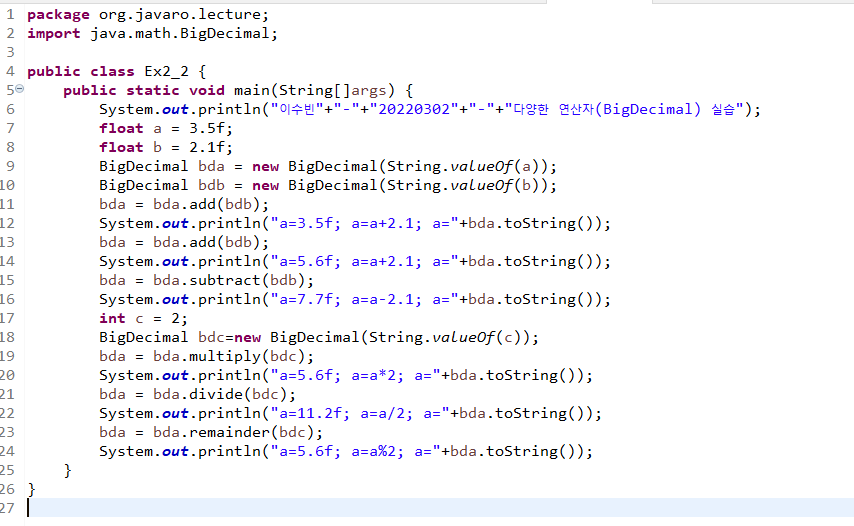 1 package org.javaro.lecture;
2 import java.math.BigDecimal;
3
4 public class Ex2_2 {
5 public static void main(String[]args) {
6 System.out.println("이수빈"+"-"+"20220302"+"-"+"다양한 연산자(BigDecimal) 실습");
7 float a = 3.5f;
8 float b = 2.1f;
9 BigDecimal bda = new BigDecimal(String.valueOf(a));
10 BigDecimal bdb = new BigDecimal(String.valueOf(b));
11 bda = bda.add(bdb);
12 System.out.println("a=3.5f; a=a+2.1; a="+bda.toString());
13 bda = bda.add(bdb);
14 System.out.println("a=5.6f; a=a+2.1; a="+bda.toString());
15 bda = bda.subtract(bdb);
16 System.out.println("a=7.7f; a=a-2.1; a="+bda.toString());
17 int c = 2;
18 BigDecimal bdc=new BigDecimal(String.valueOf(c));
19 bda = bda.multiply(bdc);
20 System.out.println("a=5.6f; a=a*2; a="+bda.toString());
21 bda = bda.divide(bdc);
22 System.out.println("a=11.2f; a=a/2; a="+bda.toString());
23 bda = bda.remainder(bdc);
24 System.out.println("a=5.6f; a=a%2; a="+bda.toString());
25 }
26 }
27